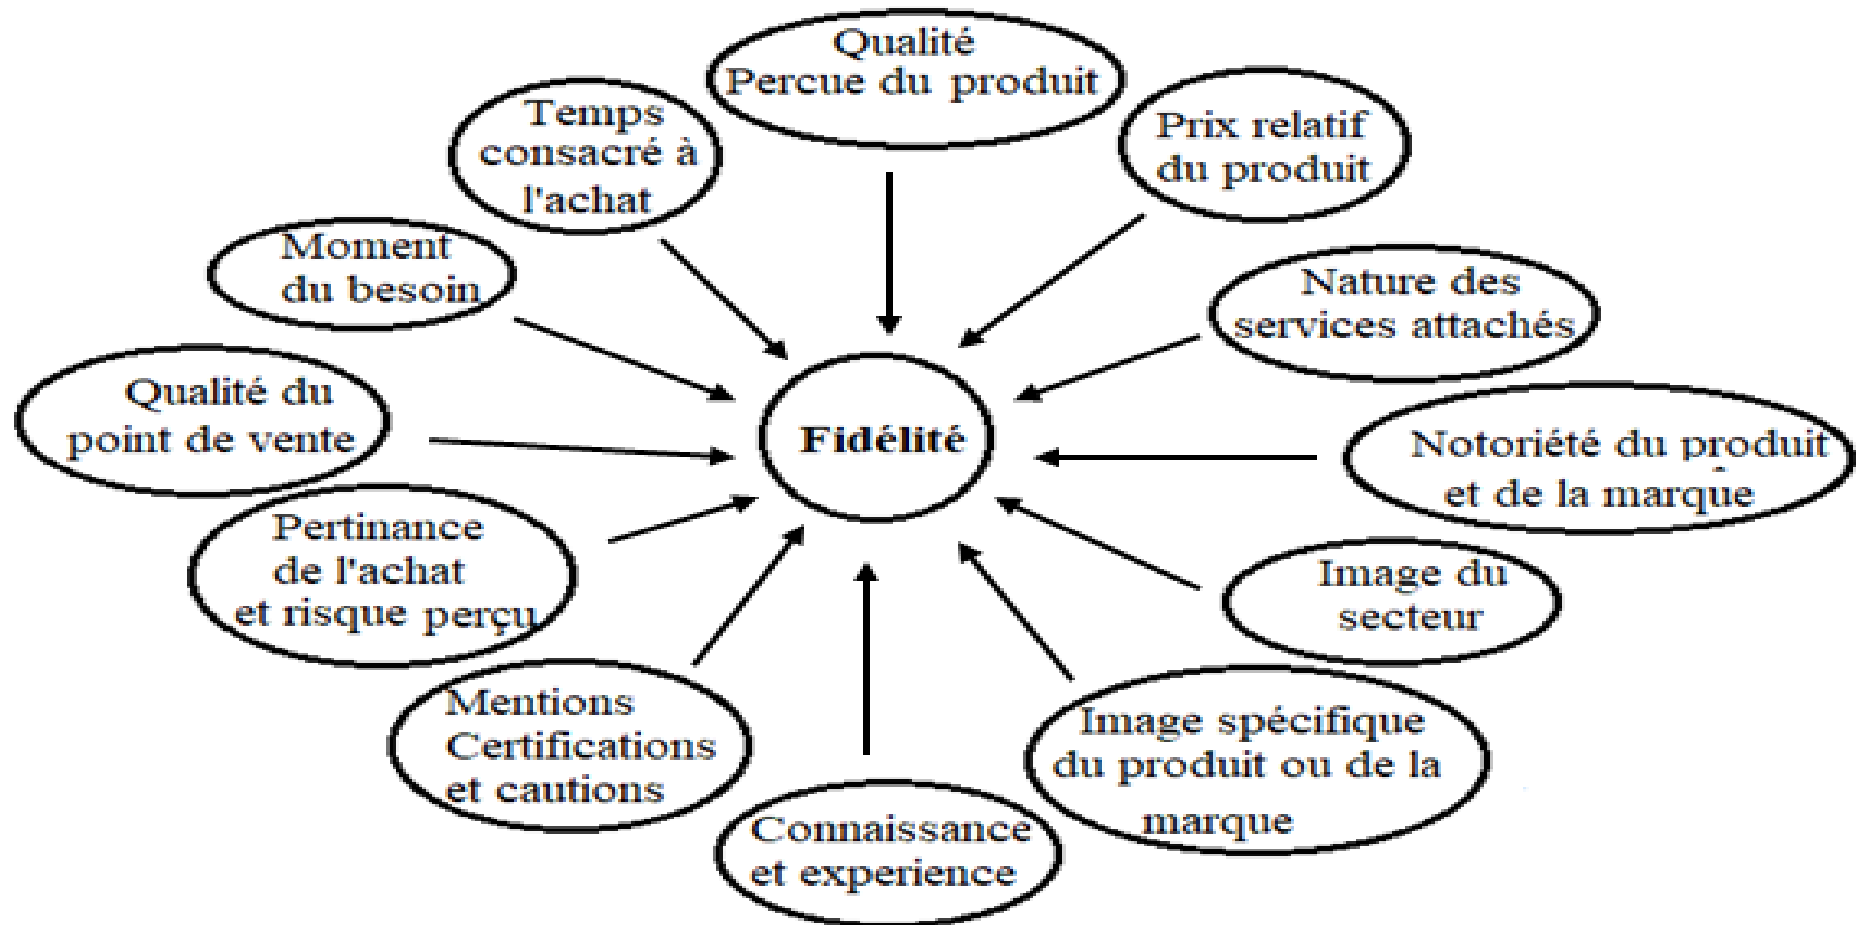 Qualité
Percue du produit
Temps
consacré à
l'achat
Prix relatif
du produit
Moment
du besoin
Nature des
services attachés
Qualité du
point de vente
Fidélité
Notoriété du produit
et de la marque
Pertinance
de l'achat
et risque perçu
Image du
secteur
Mentions
Certifications
et cautions
Image spécifique
du produit ou de la
marque
Connaissance
et experience